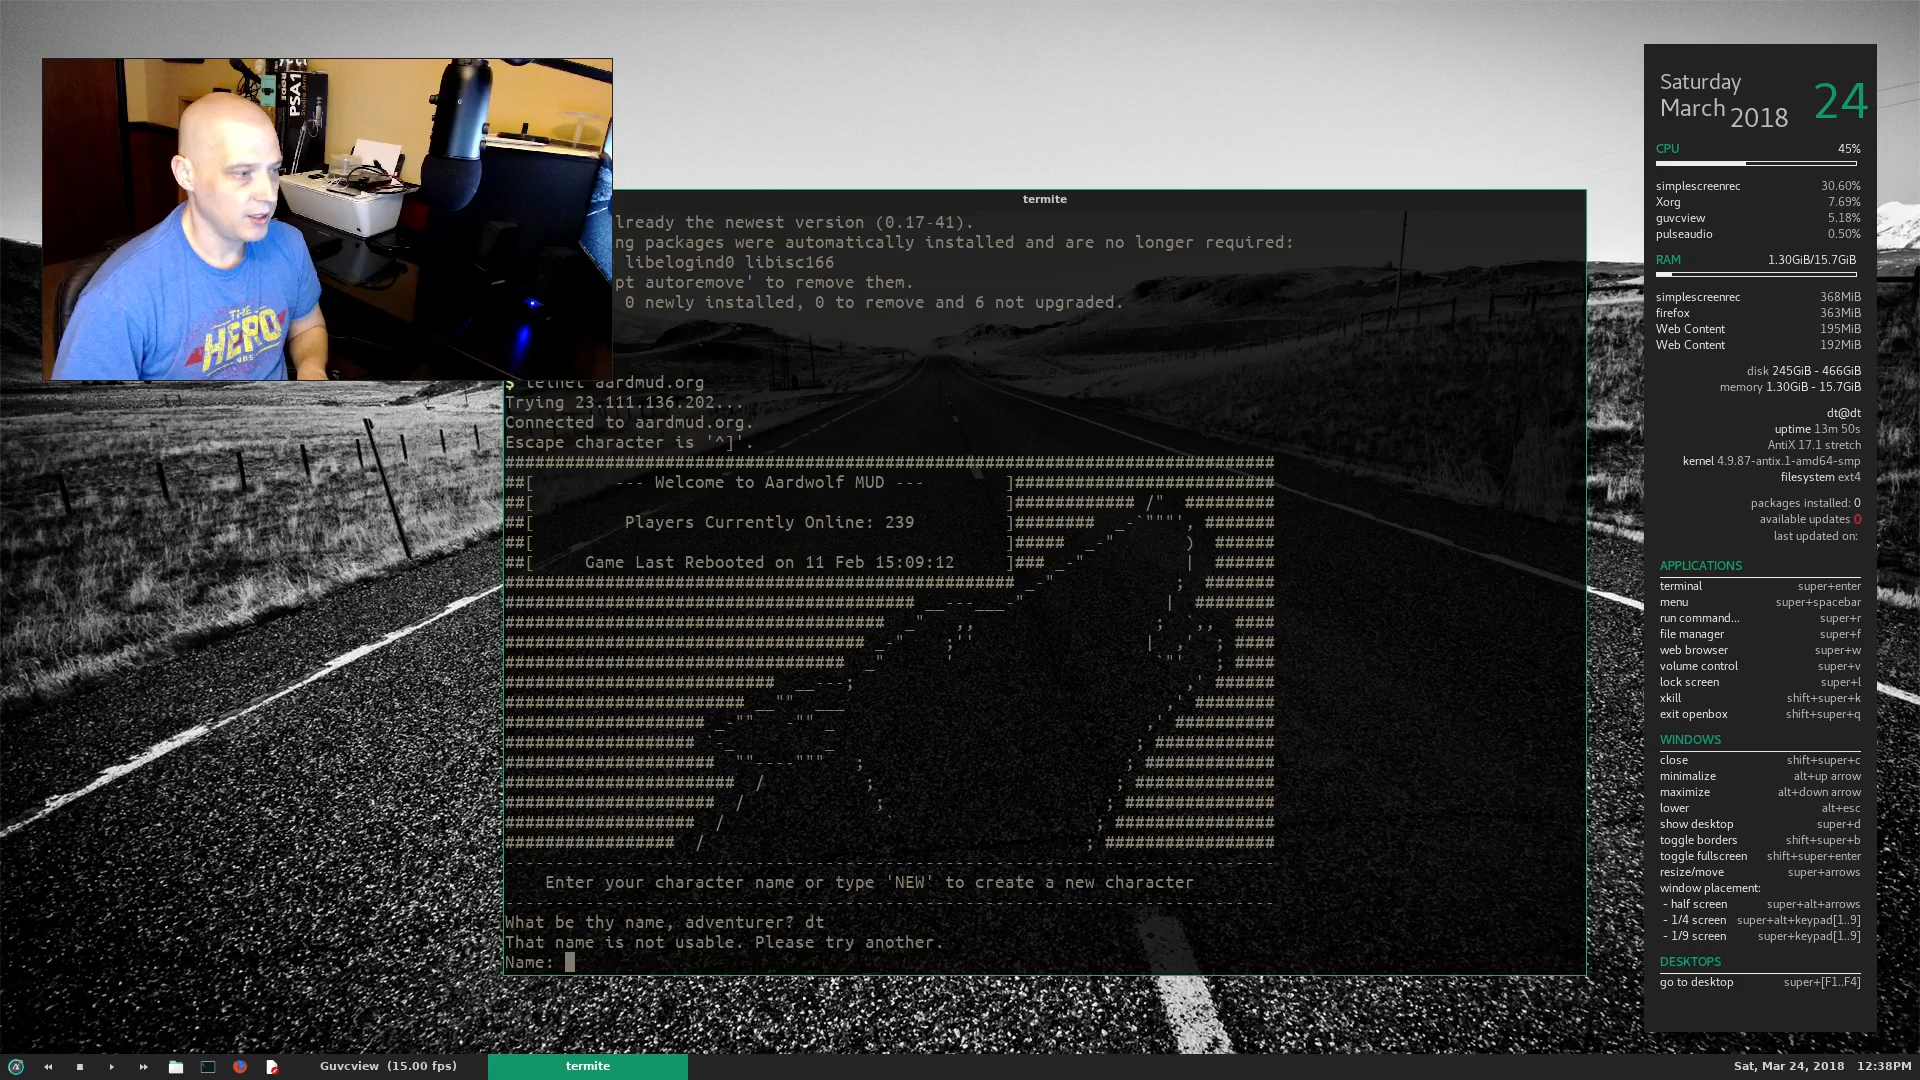 PSA1
RODE
Studio Arm
THE
HERO
termite
lready the newest version (0.17-41).
ng packages were automatically installed and are no longer required:
libelogind0 libisc166
pt autoremove' to remove them.
0 newly installed, 0 to remove and 6 not upgraded.
$ telnet aardmud.org
Trying 23.111.136.202...
Connected to aardmud.org.
Escape character is '^]'.
--- Welcome to Aardwolf MUD ---
Players Currently Online: 239
Game Last Rebooted on 11 Feb 15:09:12
Enter your character name or type 'NEW' to create a new character
What be thy name, adventurer? dt
That name is not usable. Please try another.
Name:
Saturday 24
March 2018
CPU 45%
simplescreenrec 30.60%
Xorg 7.69%
guvcview 5.18%
pulseaudio 0.50%
RAM 1.30GiB/15.7GiB
simplescreenrec 368MiB
firefox 363MiB
Web Content 195MiB
Web Content 192MiB
disk 245GiB - 466GiB
memory 1.30GiB - 15.7GiB
dt@dt
uptime 13m 50s
AntiX 17.1 stretch
kernel 4.9.87-antix.1-amd64-smp
filesystem ext4
packages installed: 0
available updates 0
last updated on:
APPLICATIONS
terminal super+enter
menu super+spacebar
run command... super+r
file manager super+f
web browser super+w
volume control super+v
lock screen super+l
xkill shift+super+k
exit openbox shift+super+q
WINDOWS
close shift+super+c
minimalize alt+up arrow
maximize alt+down arrow
lower alt+esc
show desktop super+d
toggle borders shift+super+b
toggle fullscreen shift+super+enter
resize/move super+arrows
window placement:
- half screen super+alt+arrows
- 1/4 screen super+alt+keypad[1..9]
- 1/9 screen super+keypad[1..9]
DESKTOPS
go to desktop super+[F1..F4]
Guvcview (15.00 fps)
termite
Sat, Mar 24, 2018 12:38PM